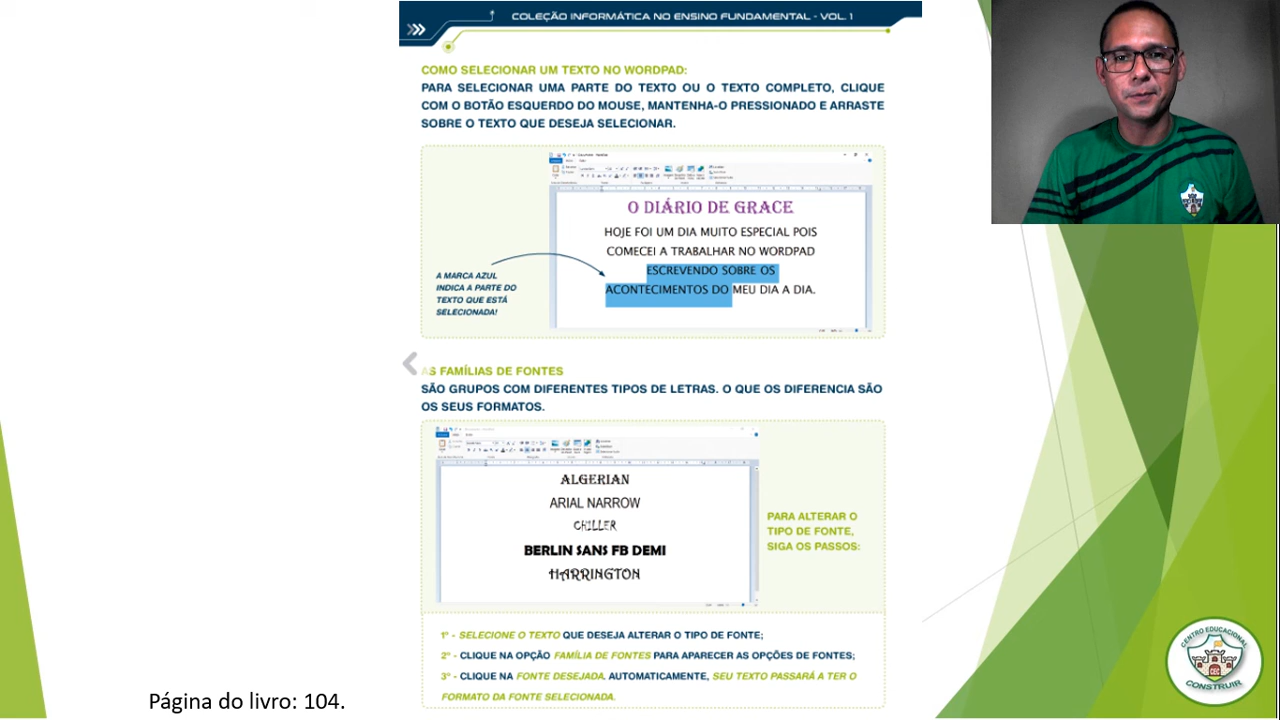 COLEÇÃO INFORMÁTICA NO ENSINO FUNDAMENTAL - VOL. 1
COMO SELECIONAR UM TEXTO NO WORDPAD:
PARA SELECIONAR UMA PARTE DO TEXTO OU O TEXTO COMPLETO, CLIQUE
COM O BOTÃO ESQUERDO DO MOUSE, MANTENHA-O PRESSIONADO E ARRASTE
SOBRE O TEXTO QUE DESEJA SELECIONAR.
O DIÁRIO DE GRACE
HOJE FOI UM DIA MUITO ESPECIAL POIS
COMECEI A TRABALHAR NO WORDPAD
ESCREVENDO SOBRE OS
ACONTECIMENTOS DO MEU DIA A DIA.
A MARCA AZUL
INDICA A PARTE DO
TEXTO QUE ESTÁ
SELECIONADA!
AS FAMÍLIAS DE FONTES
SÃO GRUPOS COM DIFERENTES TIPOS DE LETRAS. O QUE OS DIFERENCIA SÃO
OS SEUS FORMATOS.
ALGERIAN
ARIAL NARROW
CHILLER
BERLIN SANS FB DEMI
HARRINGTON
PARA ALTERAR O
TIPO DE FONTE,
SIGA OS PASSOS:
1º - SELECIONE O TEXTO QUE DESEJA ALTERAR O TIPO DE FONTE;
2º - CLIQUE NA OPÇÃO FAMÍLIA DE FONTES PARA APARECER AS OPÇÕES DE FONTES;
3º - CLIQUE NA FONTE DESEJADA. AUTOMATICAMENTE, SEU TEXTO PASSARÁ A TER O
FORMATO DA FONTE SELECIONADA.
Página do livro: 104.
CENTRO EDUCACIONAL
CEC
CONSTRUIR